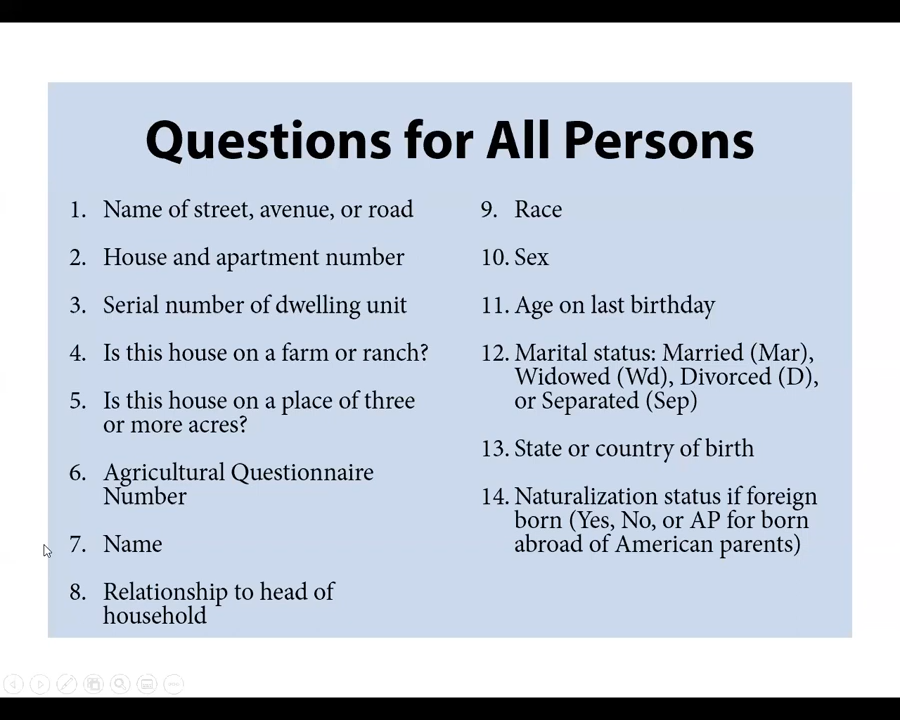 Questions for All Persons
1. Name of street, avenue, or road
2. House and apartment number
3. Serial number of dwelling unit
4. Is this house on a farm or ranch?
5. Is this house on a place of three
or more acres?
6. Agricultural Questionnaire
Number
7. Name
8. Relationship to head of
household
9. Race
10. Sex
11. Age on last birthday
12. Marital status: Married (Mar),
Widowed (Wd), Divorced (D),
or Separated (Sep)
13. State or country of birth
14. Naturalization status if foreign
born (Yes, No, or AP for born
abroad of American parents)